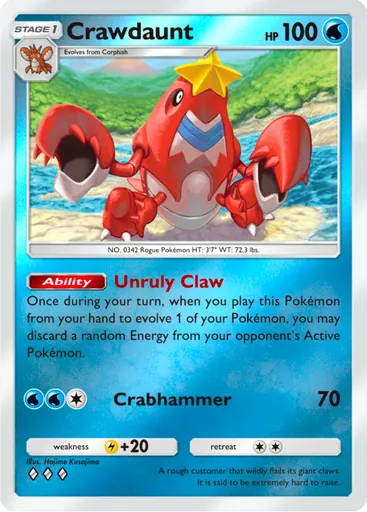 STAGE 1
Crawdaunt
HP 100
Evolves from Corphish
NO. 0342 Rogue Pokémon HT: 3'7" WT: 72.3 lbs.
Ability Unruly Claw
Once during your turn, when you play this Pokémon
from your hand to evolve 1 of your Pokémon, you may
discard a random Energy from your opponent's Active
Pokémon.
Crabhammer 70
weakness +20 retreat
Illus. Hajime Kusajima
A rough customer that wildly flails its giant claws.
It is said to be extremely hard to raise.